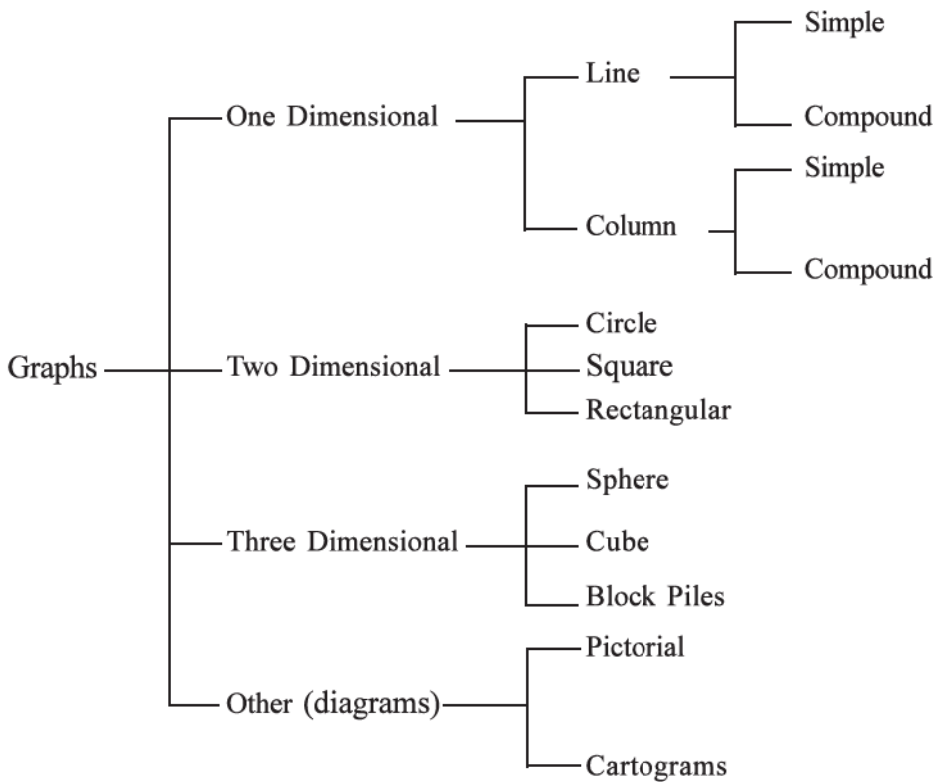 Simple
Line
One Dimensional
Compound
Simple
Column
Compound
Circle
Graphs
Two Dimensional
Square
Rectangular
Sphere
Three Dimensional
Cube
Block Piles
Pictorial
Other (diagrams)
Cartograms